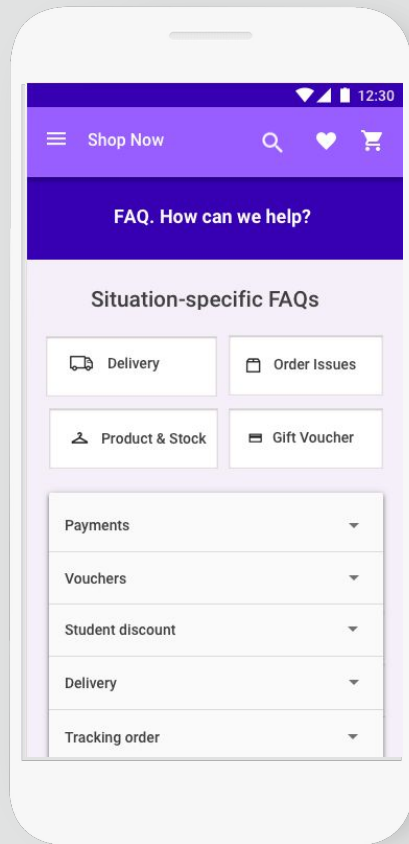 12:30
Shop Now
FAQ. How can we help?
Situation-specific FAQs
Delivery
Order Issues
Product & Stock
Gift Voucher
Payments
Vouchers
Student discount
Delivery
Tracking order